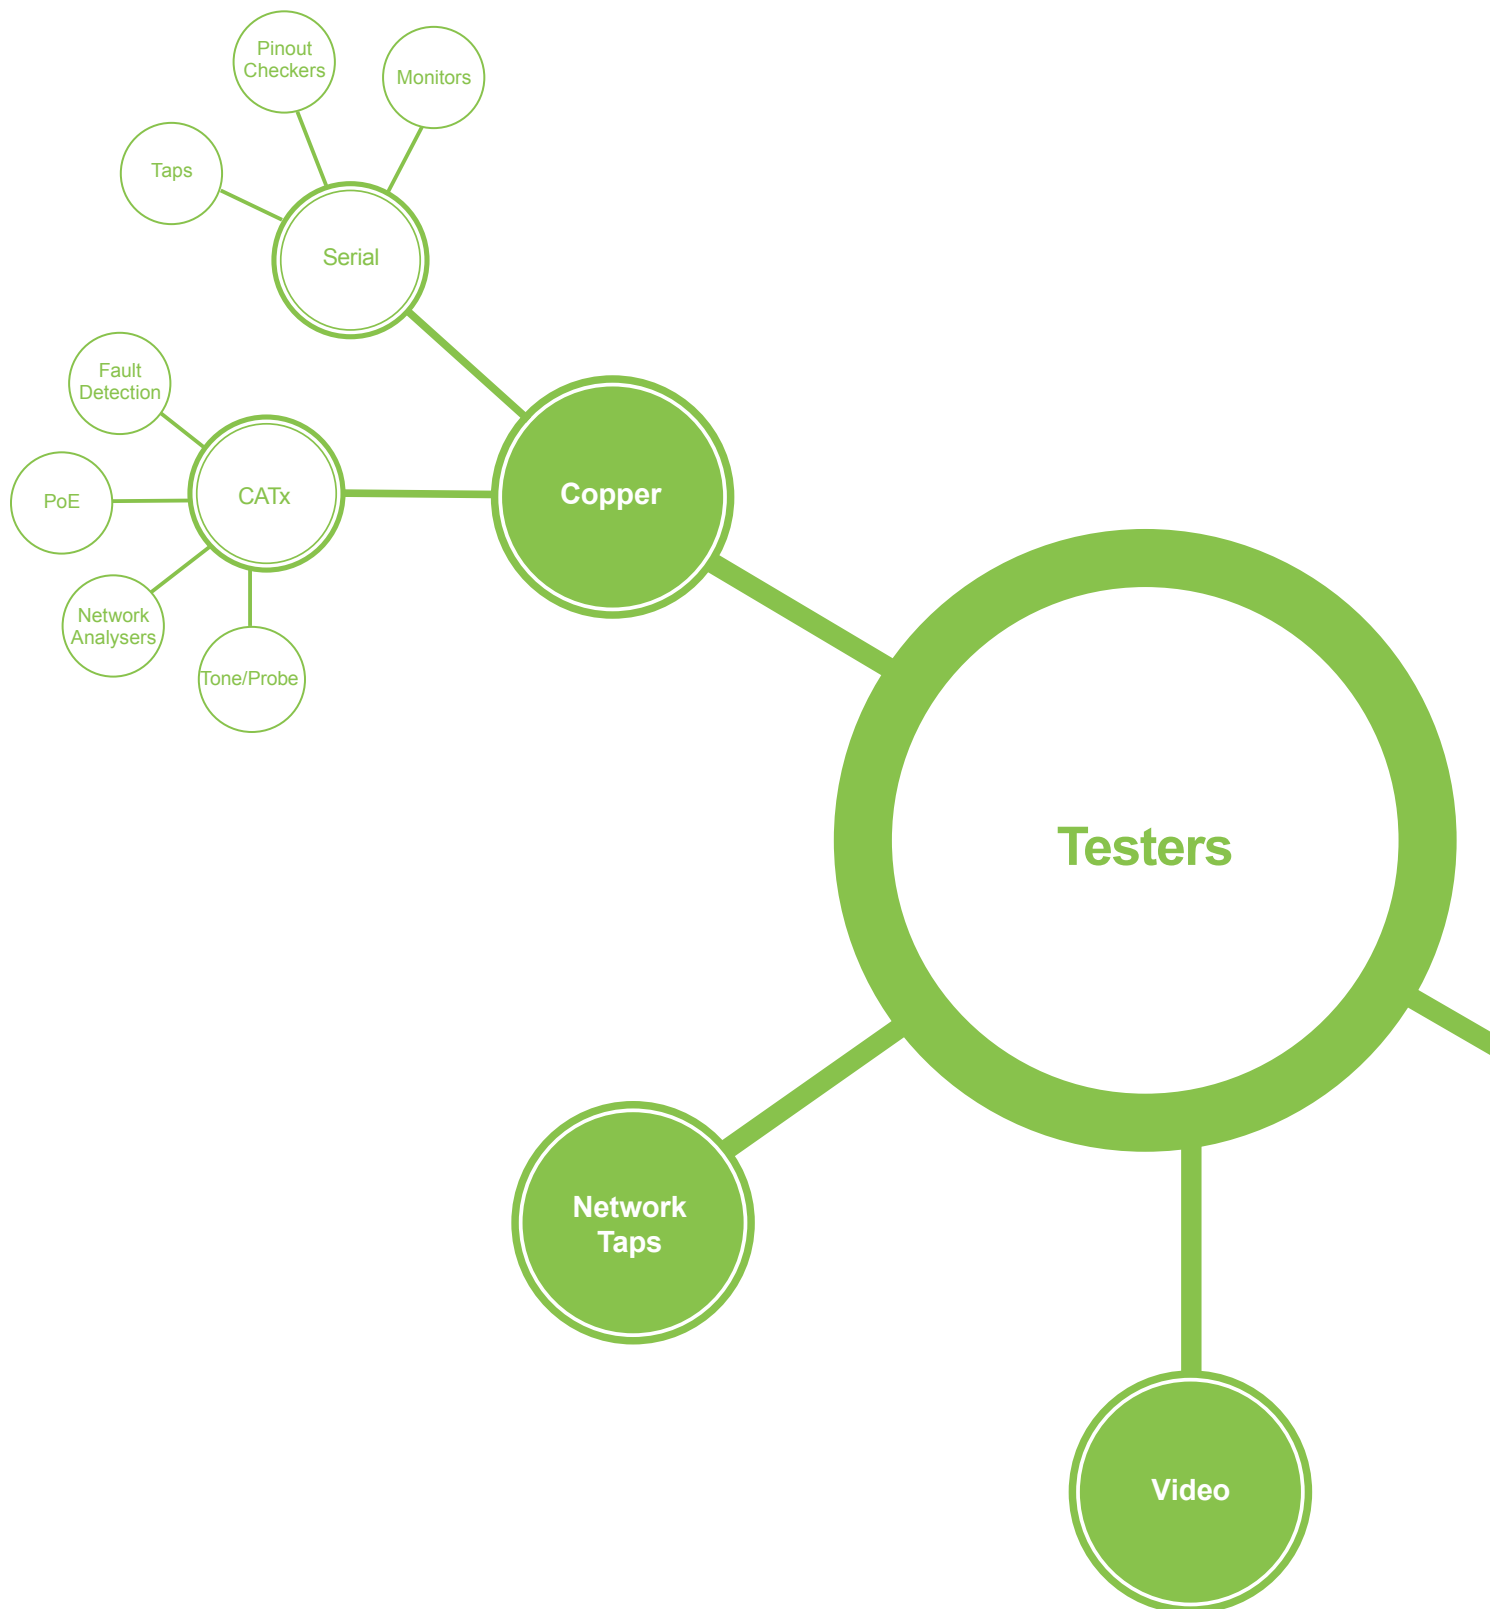 Pinout
Checkers
Monitors
Taps
Serial
Fault
Detection
PoE
CATx
Copper
Network
Analysers
Tone/Probe
Testers
Network
Taps
Video